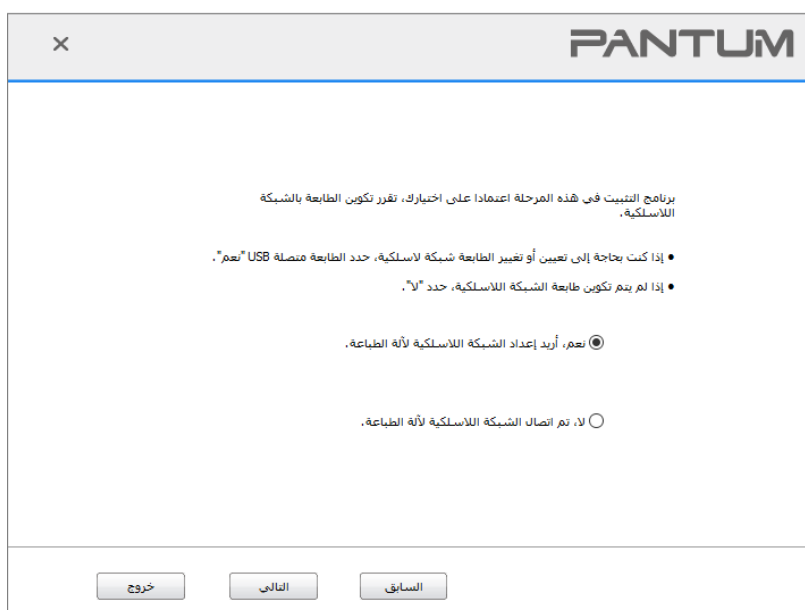 PANTUM
برنامج التثبيت في هذه المرحلة اعتمادا على اختيارك، تقرر تكوين الطابعة بالشبكة
اللاسلكية.
● إذا كنت بحاجة إلى تعيين أو تغيير الطابعة شبكة لاسلكية، حدد الطابعة متصلة USB "نعم".
● إذا لم يتم تكوين طابعة الشبكة اللاسلكية، حدد "لا".
نعم، أريد إعداد الشبكة اللاسلكية لآلة الطباعة.
لا، تم اتصال الشبكة اللاسلكية لآلة الطباعة.
السابق
التالي
خروج